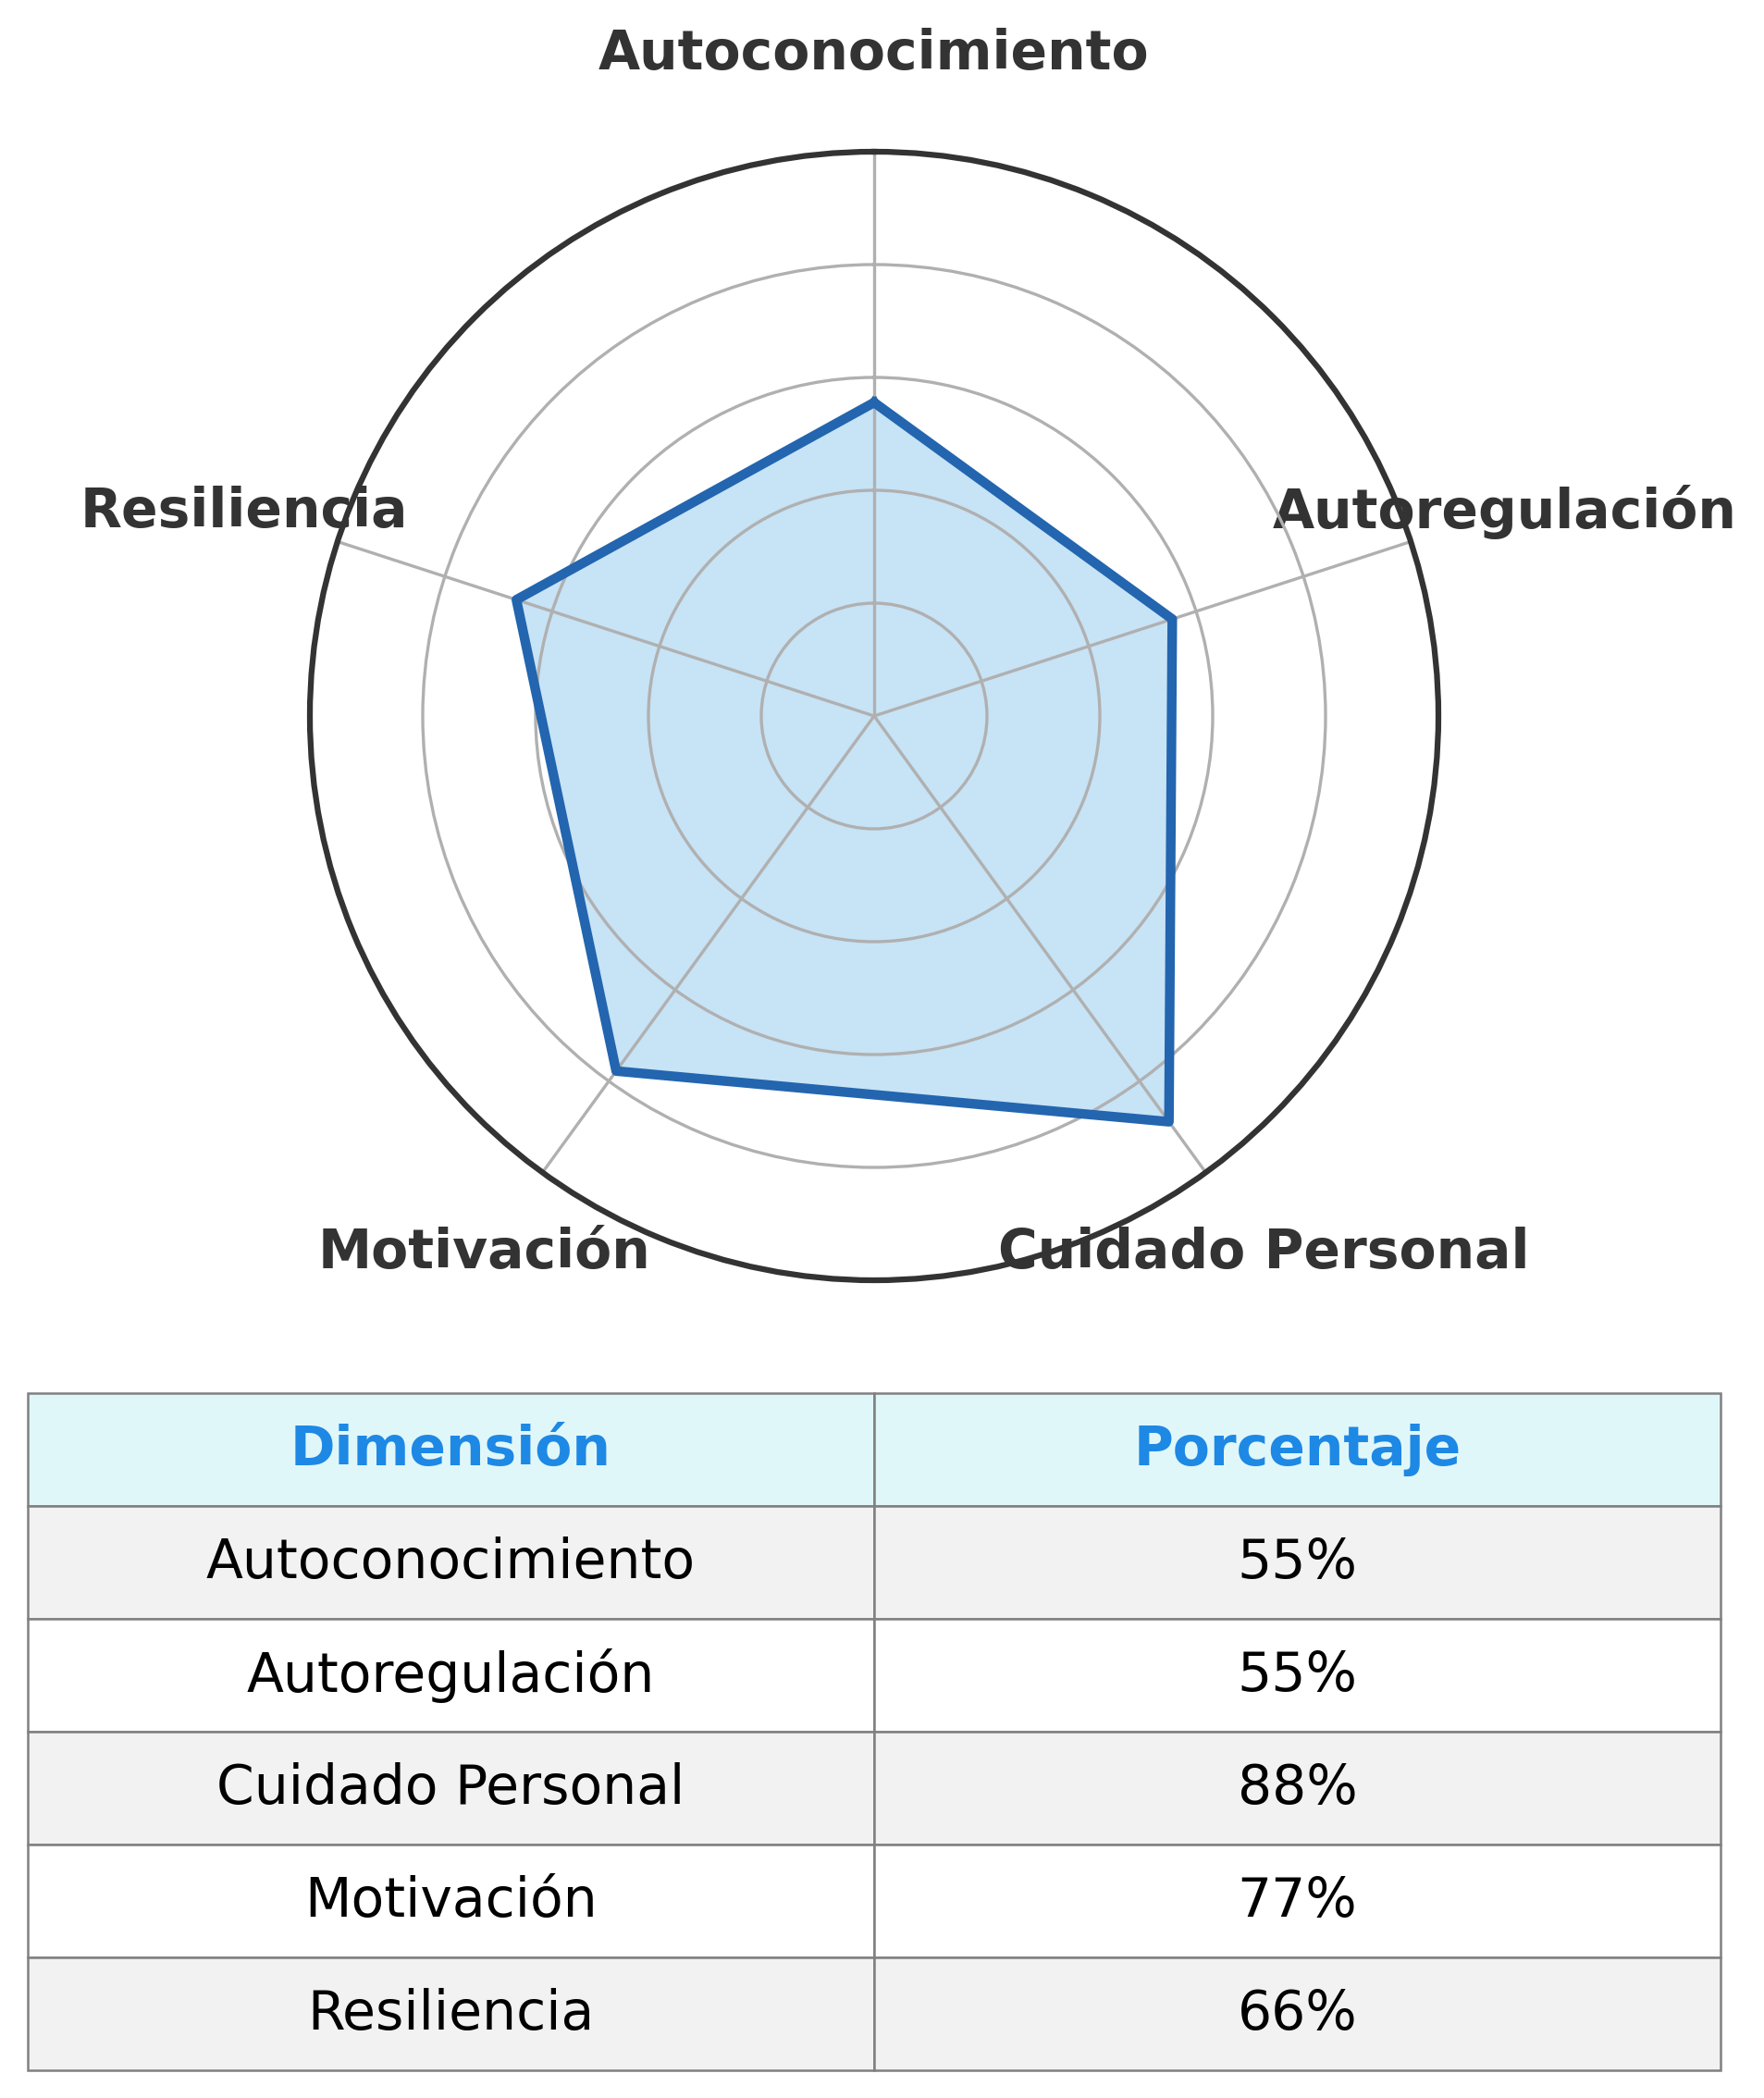 Autoconocimiento
Resiliencia
Autoregulación
Motivación
Cuidado Personal
Dimensión Porcentaje
Autoconocimiento 55%
Autoregulación 55%
Cuidado Personal 88%
Motivación 77%
Resiliencia 66%